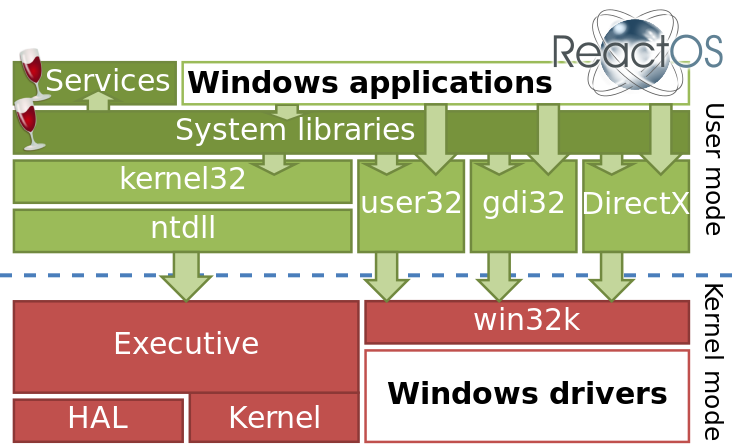 ReactOS
Services
Windows applications
System libraries
kernel32
user32
gdi32
DirectX
ntdll
User mode
Executive
win32k
Windows drivers
HAL
Kernel
Kernel mode